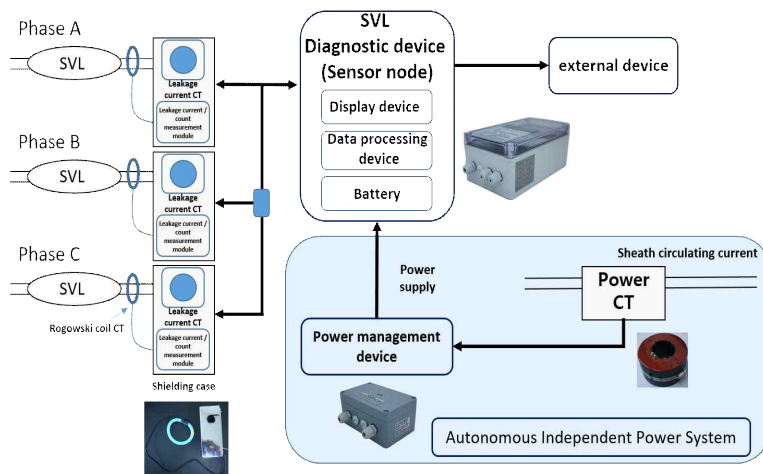 Phase A
SVL
Leakage
current CT
Leakage current /
count
measurement
module
Phase B
SVL
Leakage
current CT
Leakage current /
count
measurement
module
Phase C
SVL
Leakage
current CT
Leakage current /
count
measurement
module
Rogowski coil CT
Shielding case
SVL
Diagnostic device
(Sensor node)
Display device
Data processing
device
Battery
external device
Power
supply
Sheath circulating current
Power
CT
Power management
device
Autonomous Independent Power System